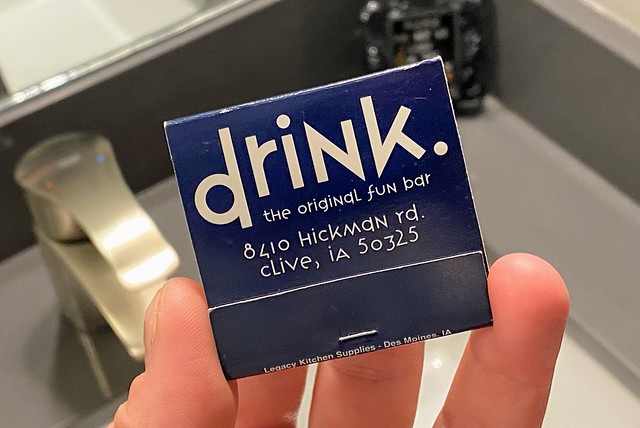 drink.
the original fun bar
8410 Hickman rd.
clive, iA 50325
Legacy Kitchen Supplies - Des Moines, IA